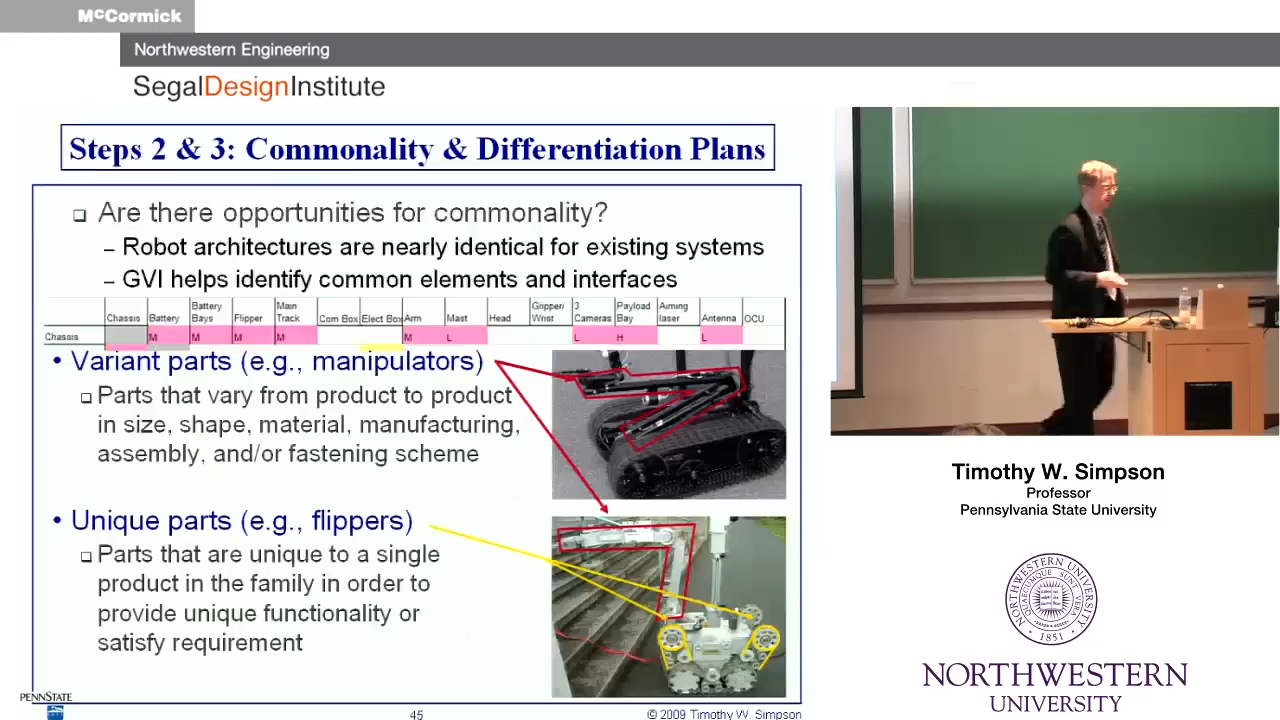 McCormick
Northwestern Engineering
SegalDesignInstitute
Steps 2 & 3: Commonality & Differentiation Plans
Are there opportunities for commonality?
– Robot architectures are nearly identical for existing systems
– GVI helps identify common elements and interfaces
Chassis Battery Battery Bays Flipper Main Track Com Box Elect Box Arm Mast Head Gripper/ Wrist 3 Cameras Payload Bay Aiming laser Antenna OCU
Chassis M M M M M L L H L
• Variant parts (e.g., manipulators)
Parts that vary from product to product
in size, shape, material, manufacturing,
assembly, and/or fastening scheme
• Unique parts (e.g., flippers)
Parts that are unique to a single
product in the family in order to
provide unique functionality or
satisfy requirement
PENNSTATE
45
© 2009 Timothy W. Simpson
Timothy W. Simpson
Professor
Pennsylvania State University
NORTHWESTERN UNIVERSITY
1851
NORTHWESTERN
UNIVERSITY